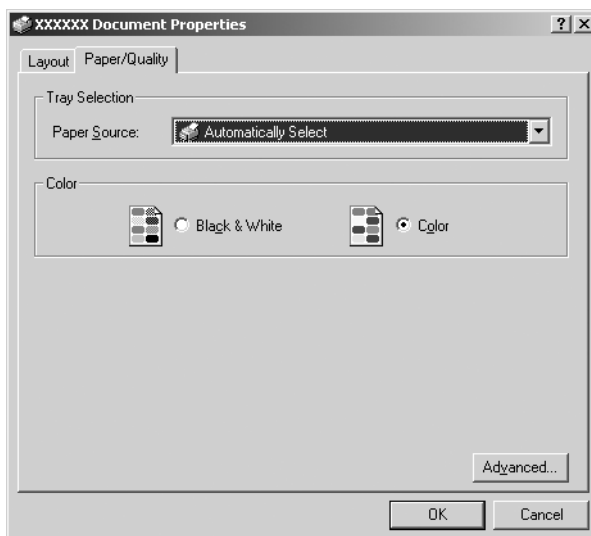 XXXXXX Document Properties
Layout Paper/Quality
Tray Selection
Paper Source: Automatically Select
Color
Black & White Color
Advanced...
OK Cancel